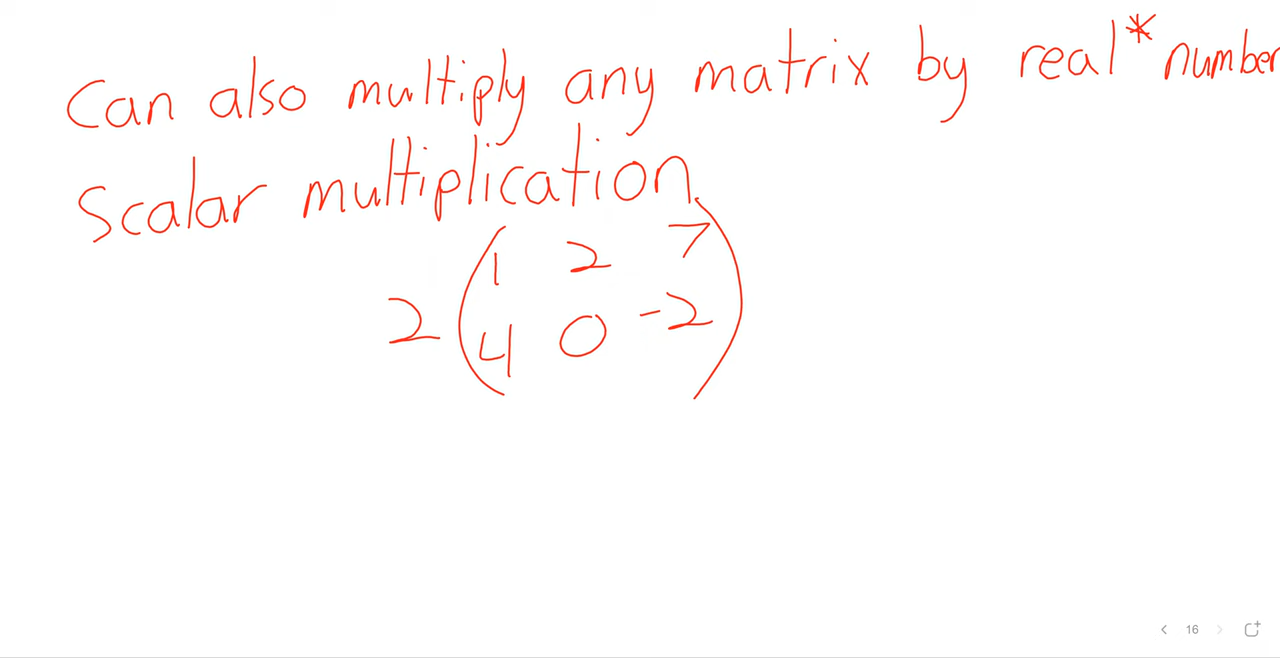 Can also multiply any matrix by real* number
Scalar multiplication
2 ( 1 2 7
4 0 -2 )
16